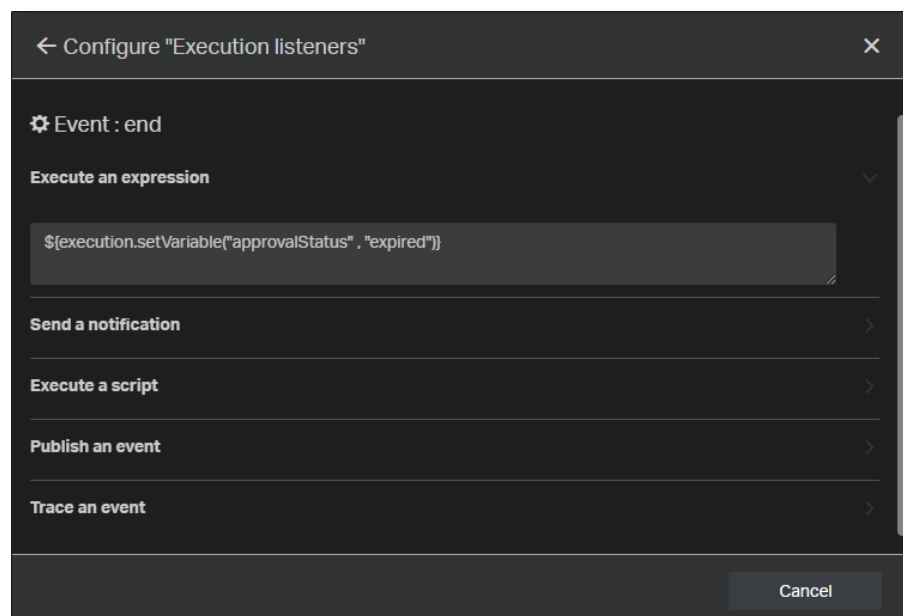 Configure "Execution listeners"
Event : end
Execute an expression
${execution.setVariable("approvalStatus" , "expired")}
Send a notification
Execute a script
Publish an event
Trace an event
Cancel